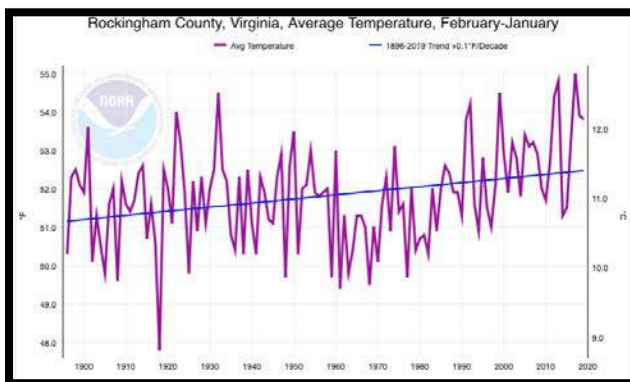 Rockingham County, Virginia, Average Temperature, February-January
Avg Temperature 1896-2019 Trend +0.1°F/Decade
55.0
54.0
53.0
52.0
51.0
50.0
49.0
48.0
°F
NOAA
12.0
11.0
10.0
9.0
°C
1900 1910 1920 1930 1940 1950 1960 1970 1980 1990 2000 2010 2020